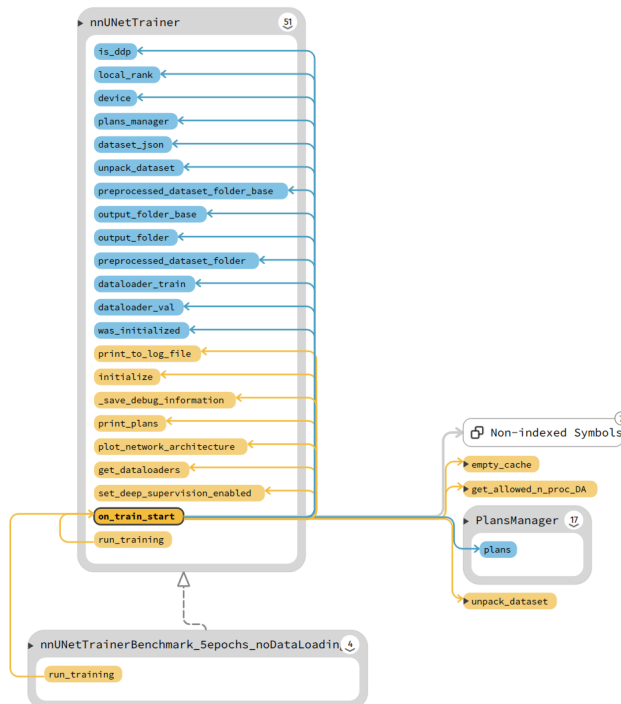 nnUNetTrainer
51
is_ddp
local_rank
device
plans_manager
dataset_json
unpack_dataset
preprocessed_dataset_folder_base
output_folder_base
output_folder
preprocessed_dataset_folder
dataloader_train
dataloader_val
was_initialized
print_to_log_file
initialize
_save_debug_information
print_plans
plot_network_architecture
get_dataloaders
set_deep_supervision_enabled
on_train_start
run_training
Non-indexed Symbols
empty_cache
get_allowed_n_proc_DA
PlansManager
17
plans
unpack_dataset
nnUNetTrainerBenchmark_5epochs_noDataLoading
4
run_training